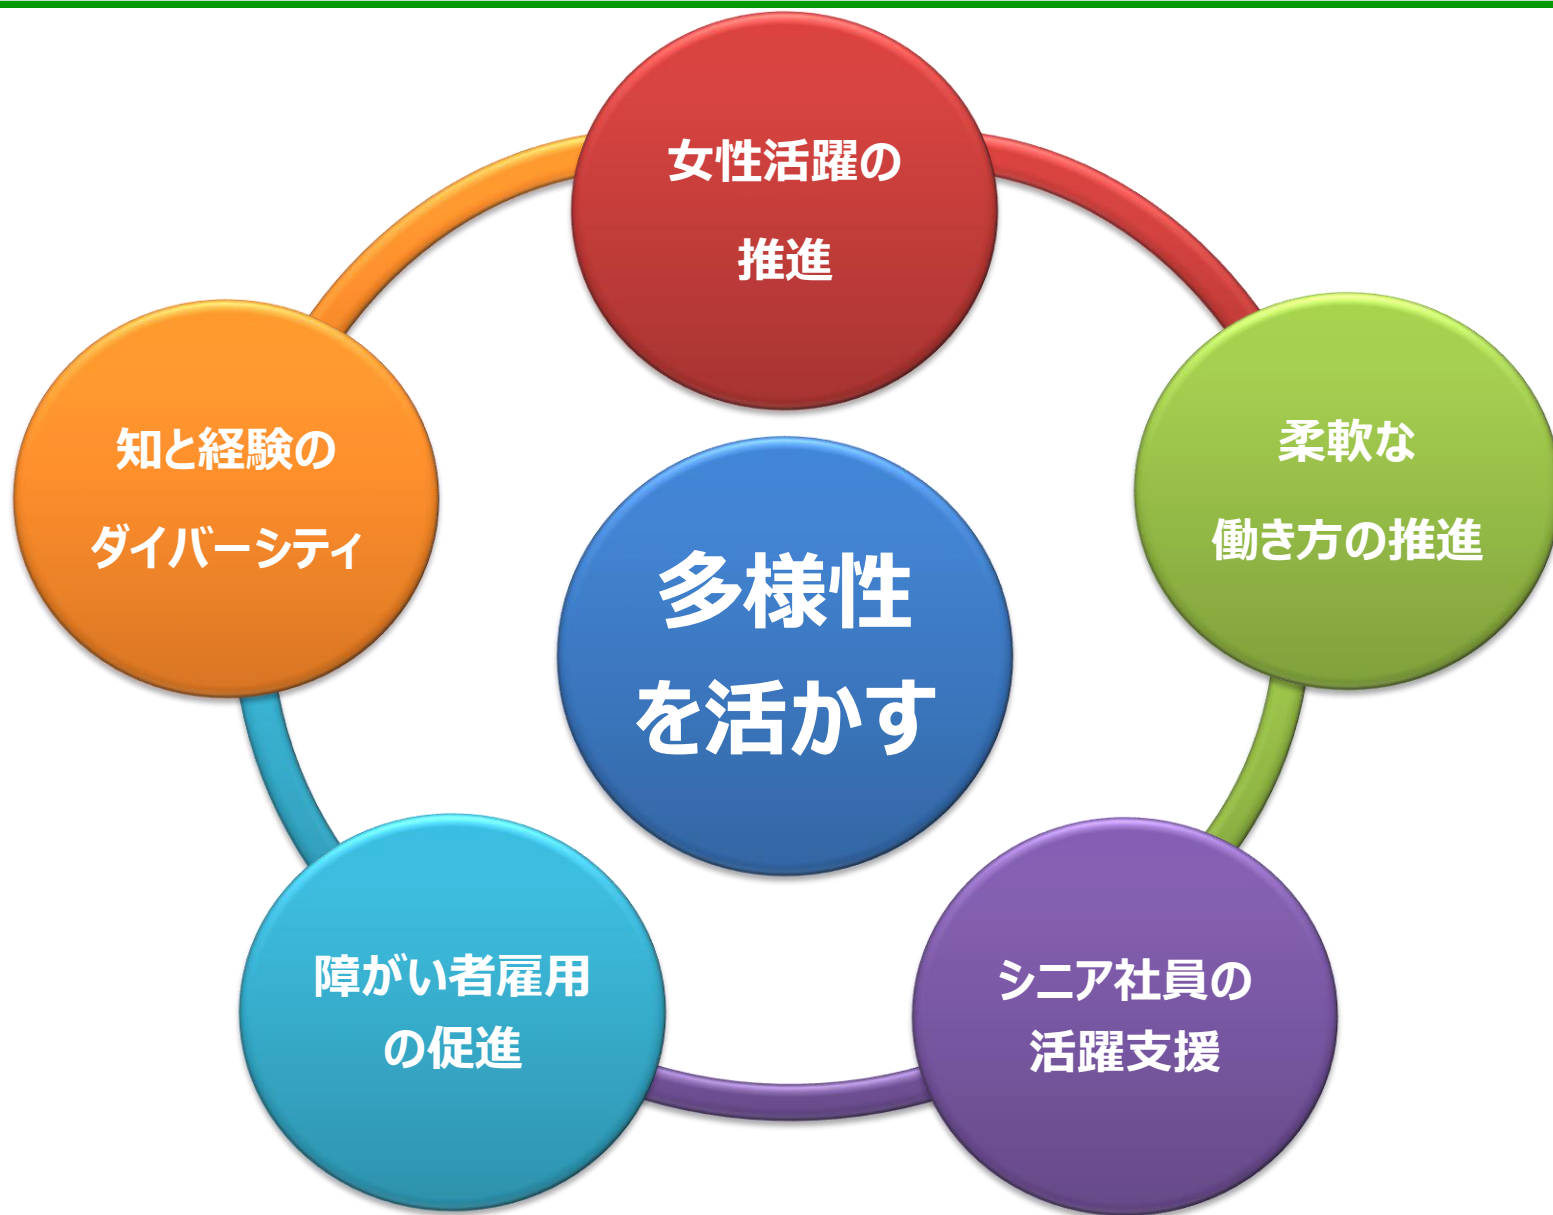 女性活躍の
推進
柔軟な
働き方の推進
シニア社員の
活躍支援
障がい者雇用
の促進
知と経験の
ダイバーシティ
多様性
を活かす